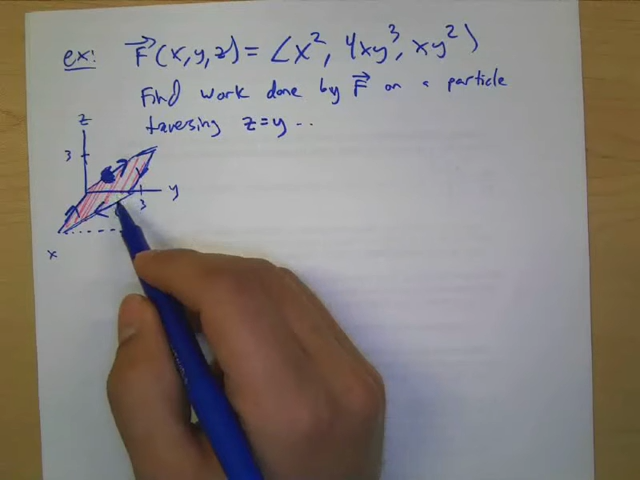 ex: F⃗(x,y,z) = ⟨x², 4xy³, xy²⟩
Find work done by F⃗ on a particle
traversing z=y ...
z
3
y
3
x